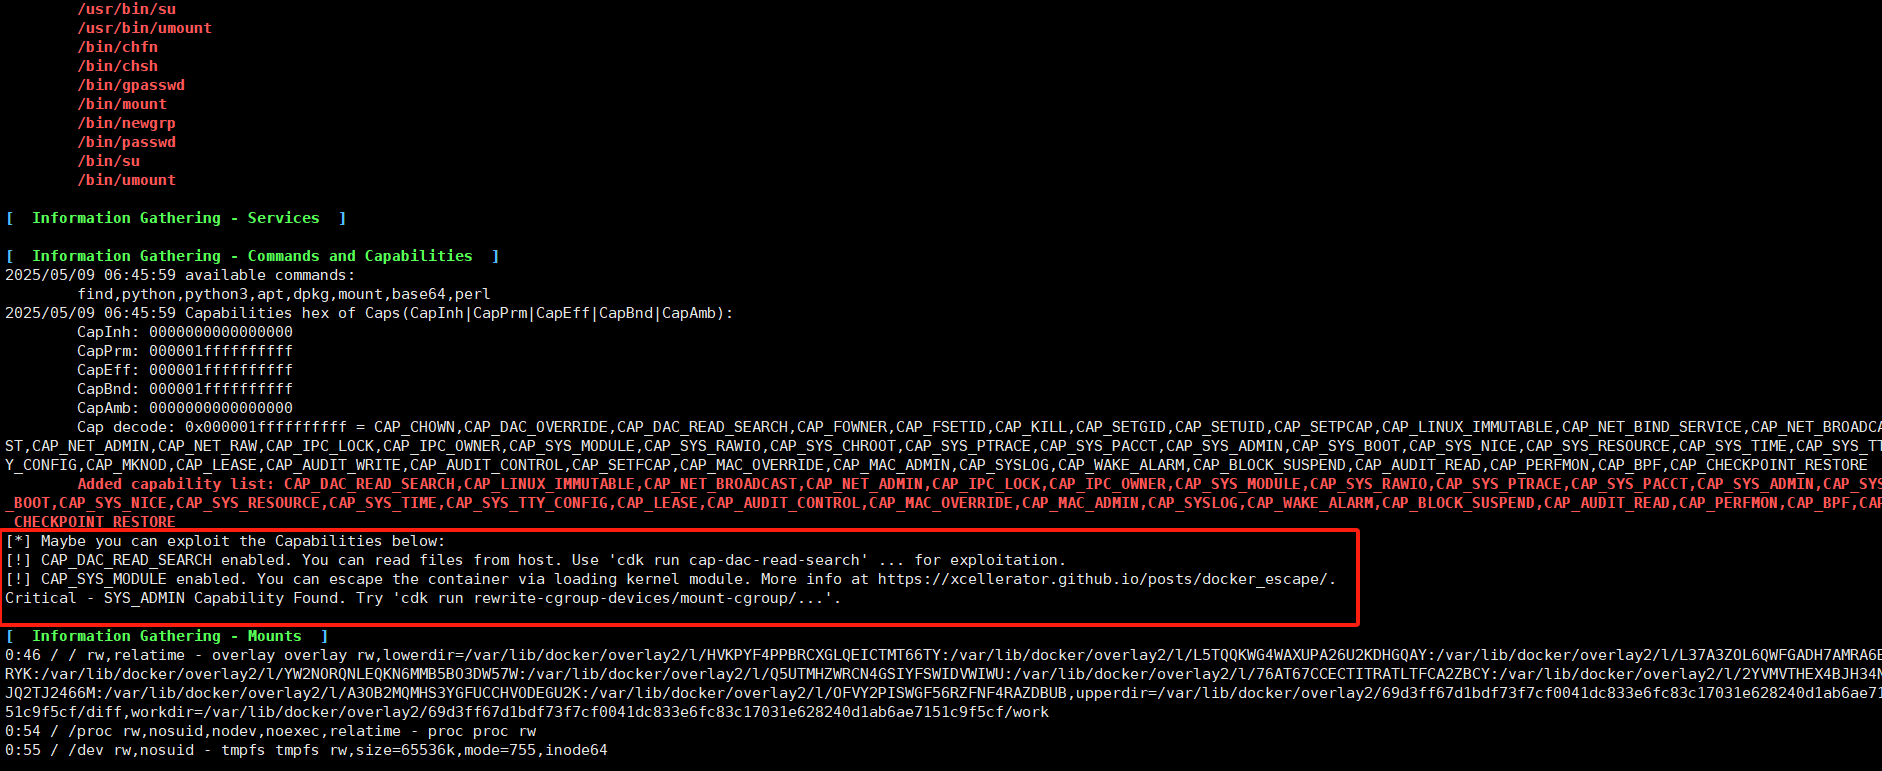 /usr/bin/su
/usr/bin/umount
/bin/chfn
/bin/chsh
/bin/gpasswd
/bin/mount
/bin/newgrp
/bin/passwd
/bin/su
/bin/umount
[  Information Gathering - Services  ]
[  Information Gathering - Commands and Capabilities  ]
2025/05/09 06:45:59 available commands:
find,python,python3,apt,dpkg,mount,base64,perl
2025/05/09 06:45:59 Capabilities hex of Caps(CapInh|CapPrm|CapEff|CapBnd|CapAmb):
CapInh: 0000000000000000
CapPrm: 000001ffffffffff
CapEff: 000001ffffffffff
CapBnd: 000001ffffffffff
CapAmb: 0000000000000000
Cap decode: 0x000001ffffffffff = CAP_CHOWN,CAP_DAC_OVERRIDE,CAP_DAC_READ_SEARCH,CAP_FOWNER,CAP_FSETID,CAP_KILL,CAP_SETGID,CAP_SETUID,CAP_SETPCAP,CAP_LINUX_IMMUTABLE,CAP_NET_BIND_SERVICE,CAP_NET_BROADCA
ST,CAP_NET_ADMIN,CAP_NET_RAW,CAP_IPC_LOCK,CAP_IPC_OWNER,CAP_SYS_MODULE,CAP_SYS_RAWIO,CAP_SYS_CHROOT,CAP_SYS_PTRACE,CAP_SYS_PACCT,CAP_SYS_ADMIN,CAP_SYS_BOOT,CAP_SYS_NICE,CAP_SYS_RESOURCE,CAP_SYS_TIME,CAP_SYS_TT
Y_CONFIG,CAP_MKNOD,CAP_LEASE,CAP_AUDIT_WRITE,CAP_AUDIT_CONTROL,CAP_SETFCAP,CAP_MAC_OVERRIDE,CAP_MAC_ADMIN,CAP_SYSLOG,CAP_WAKE_ALARM,CAP_BLOCK_SUSPEND,CAP_AUDIT_READ,CAP_PERFMON,CAP_BPF,CAP_CHECKPOINT_RESTORE
Added capability list: CAP_DAC_READ_SEARCH,CAP_LINUX_IMMUTABLE,CAP_NET_BROADCAST,CAP_NET_ADMIN,CAP_IPC_LOCK,CAP_IPC_OWNER,CAP_SYS_MODULE,CAP_SYS_RAWIO,CAP_SYS_PTRACE,CAP_SYS_PACCT,CAP_SYS_ADMIN,CAP_SYS
_BOOT,CAP_SYS_NICE,CAP_SYS_RESOURCE,CAP_SYS_TIME,CAP_SYS_TTY_CONFIG,CAP_LEASE,CAP_AUDIT_CONTROL,CAP_MAC_OVERRIDE,CAP_MAC_ADMIN,CAP_SYSLOG,CAP_WAKE_ALARM,CAP_BLOCK_SUSPEND,CAP_AUDIT_READ,CAP_PERFMON,CAP_BPF,CAP
_CHECKPOINT_RESTORE
[*] Maybe you can exploit the Capabilities below:
[!] CAP_DAC_READ_SEARCH enabled. You can read files from host. Use 'cdk run cap-dac-read-search' ... for exploitation.
[!] CAP_SYS_MODULE enabled. You can escape the container via loading kernel module. More info at https://xcellerator.github.io/posts/docker_escape/.
Critical - SYS_ADMIN Capability Found. Try 'cdk run rewrite-cgroup-devices/mount-cgroup/...'.
[  Information Gathering - Mounts  ]
0:46 / / rw,relatime - overlay overlay rw,lowerdir=/var/lib/docker/overlay2/l/HVKPYF4PPBRCXGLQEICTMT66TY:/var/lib/docker/overlay2/l/L5TQQKWG4WAXUPA26U2KDHGQAY:/var/lib/docker/overlay2/l/L37A3ZOL6QWFGADH7AMRA6E
RYK:/var/lib/docker/overlay2/l/YW2NORQNLEQKN6MMB5BO3DW57W:/var/lib/docker/overlay2/l/Q5UTMHZWRCN4GSIYFSWIDVWIWU:/var/lib/docker/overlay2/l/76AT67CCECTITRATLTFCA2ZBCY:/var/lib/docker/overlay2/l/2YVMVTHEX4BJH34M
JQ2TJ2466M:/var/lib/docker/overlay2/l/A3OB2MQMHS3YGFUCCHVODEGU2K:/var/lib/docker/overlay2/l/OFVY2PISWGF56RZFNF4RAZDBUB,upperdir=/var/lib/docker/overlay2/69d3ff67d1bdf73f7cf0041dc833e6fc83c17031e628240d1ab6ae71
51c9f5cf/diff,workdir=/var/lib/docker/overlay2/69d3ff67d1bdf73f7cf0041dc833e6fc83c17031e628240d1ab6ae7151c9f5cf/work
0:54 / /proc rw,nosuid,nodev,noexec,relatime - proc proc rw
0:55 / /dev rw,nosuid - tmpfs tmpfs rw,size=65536k,mode=755,inode64